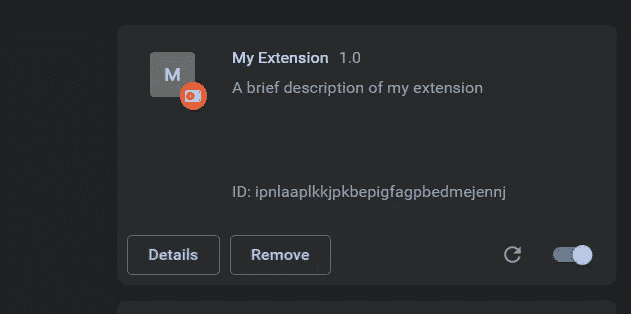 M
My Extension 1.0
A brief description of my extension
ID: ipnlaaplkkjpkbepigfagpbedmejennj
Details Remove